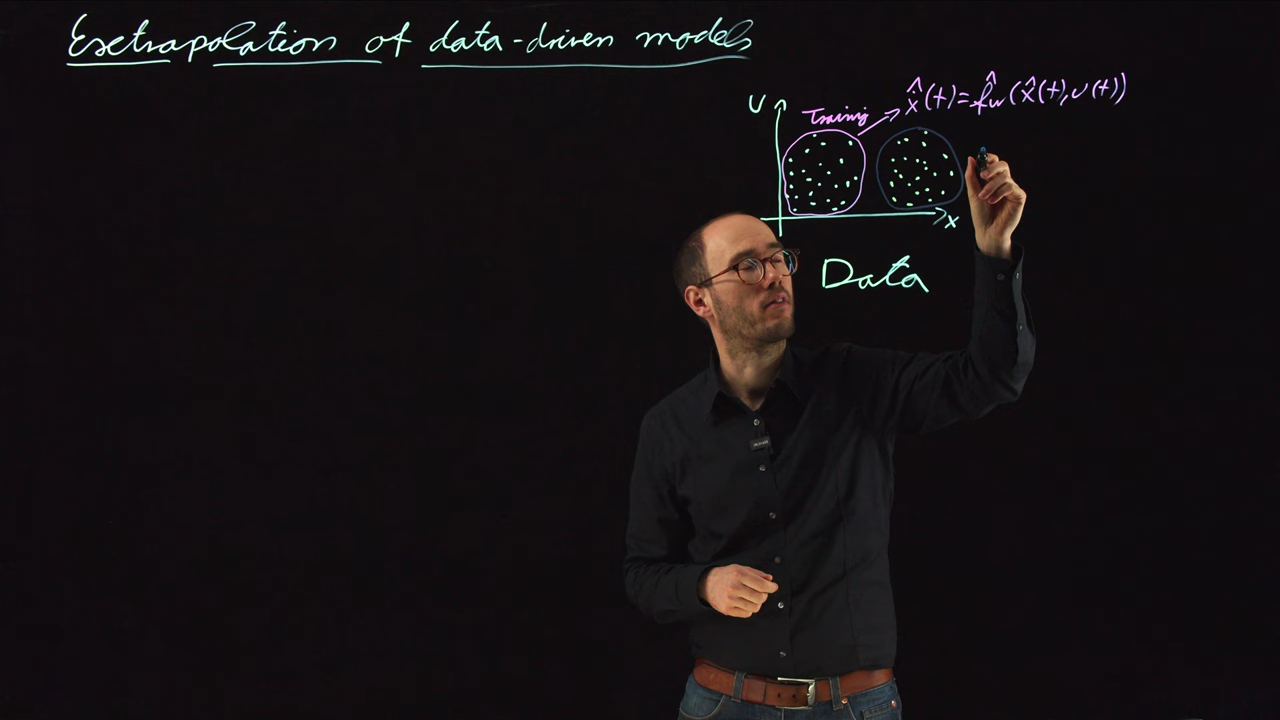 Extrapolation of data-driven models
U
Training
x̂̇(t)=f̂w(x̂(t),u(t))
x
Data